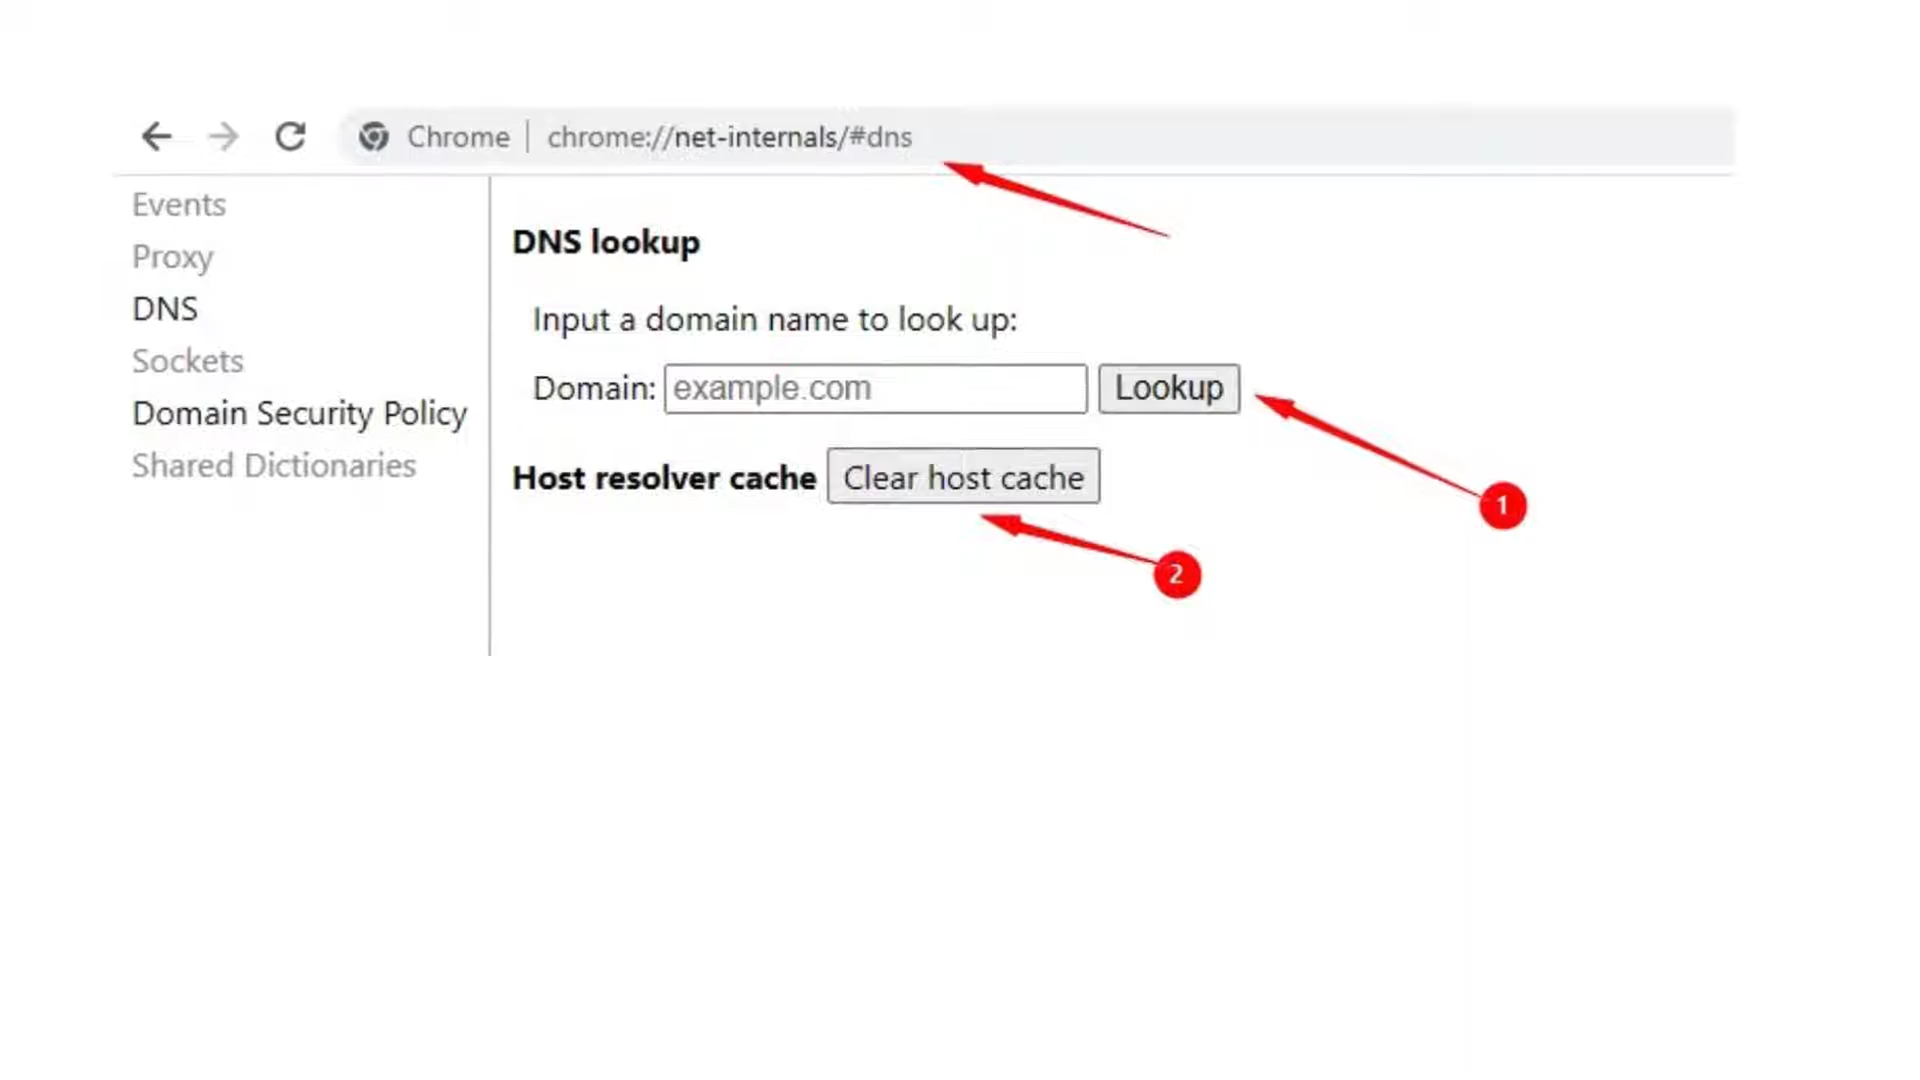 Chrome | chrome://net-internals/#dns
Events
Proxy
DNS
Sockets
Domain Security Policy
Shared Dictionaries
DNS lookup
Input a domain name to look up:
Domain: example.com Lookup
Host resolver cache Clear host cache
1
2